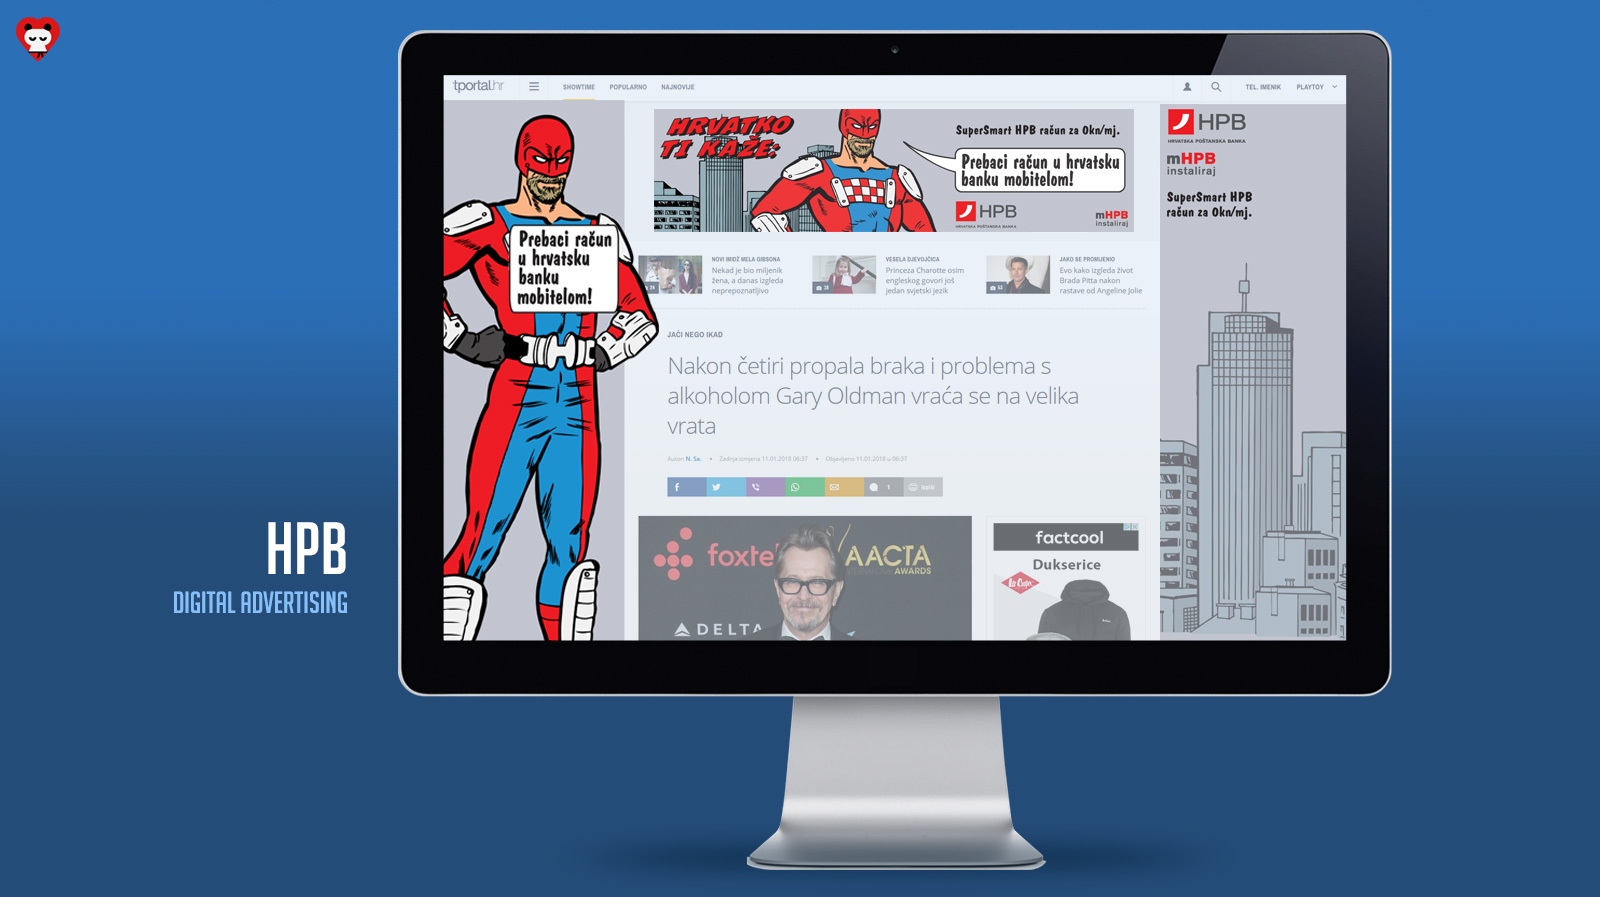 tportal.hr
SHOWTIME
POPULARNO
NAJNOVIJE
TEL. IMENIK
PLAYTOY
HRVATKO
TI KAŽE:
SuperSmart HPB račun za 0kn/mj.
Prebaci račun u hrvatsku
banku mobitelom!
HPB
HRVATSKA POŠTANSKA BANKA
mHPB
instaliraj
HPB
HRVATSKA POŠTANSKA BANKA
mHPB
instaliraj
SuperSmart HPB
račun za 0kn/mj.
Prebaci račun
u hrvatsku
banku
mobitelom!
NOVI IMIDŽ MELA GIBSONA
Nekad je bio miljenik
žena, a danas izgleda
neprepoznatljivo
VESELA DJEVOJČICA
Princeza Charotte osim
engleskog govori još
jedan svjetski jezik
JAKO SE PROMIJENIO
Evo kako izgleda život
Brada Pitta nakon
rastave od Angeline Jolie
JAČI NEGO IKAD
Nakon četiri propala braka i problema s
alkoholom Gary Oldman vraća se na velika
vrata
Autor: N. Sa. • Zadnja izmjena 11.01.2018 06:37 • Objavljeno 11.01.2018 u 06:37
1
foxte
AACTA
INTERNATIONAL
AWARDS
DELTA
factcool
Dukserice
Lee Cooper
HPB
DIGITAL ADVERTISING